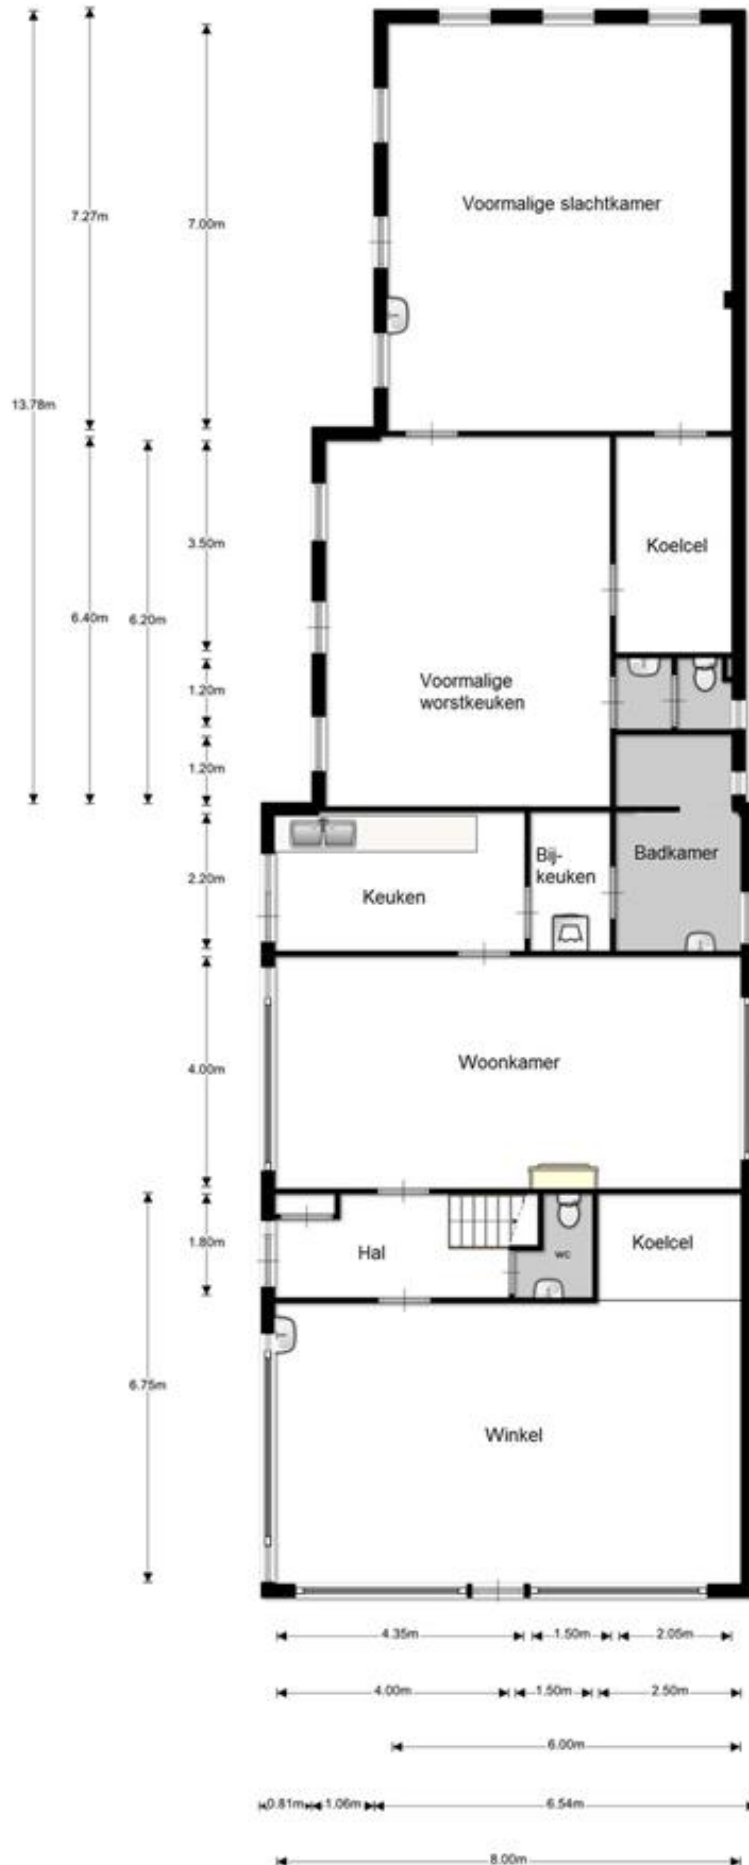 Voormalige slachtkamer
7.27m
7.00m
13.78m
3.50m
Koelcel
6.40m
6.20m
Voormalige
worstkeuken
1.20m
1.20m
Bij-
keuken
Badkamer
2.20m
Keuken
Woonkamer
4.00m
1.80m
Hal
wc
Koelcel
6.75m
Winkel
4.35m
1.50m
2.05m
4.00m
1.50m
2.50m
6.00m
0.81m
1.06m
6.54m
8.00m